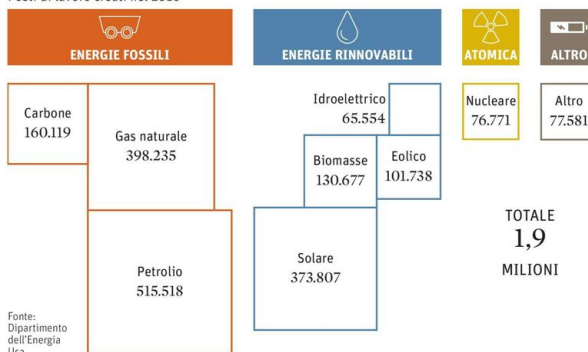 ENERGIE FOSSILI
ENERGIE RINNOVABILI
ATOMICA
ALTRO
Carbone
160.119
Gas naturale
398.235
Petrolio
515.518
Idroelettrico
65.554
Biomasse
130.677
Eolico
101.738
Solare
373.807
Nucleare
76.771
Altro
77.581
TOTALE
1,9
MILIONI
Fonte:
Dipartimento
dell'Energia
Usa